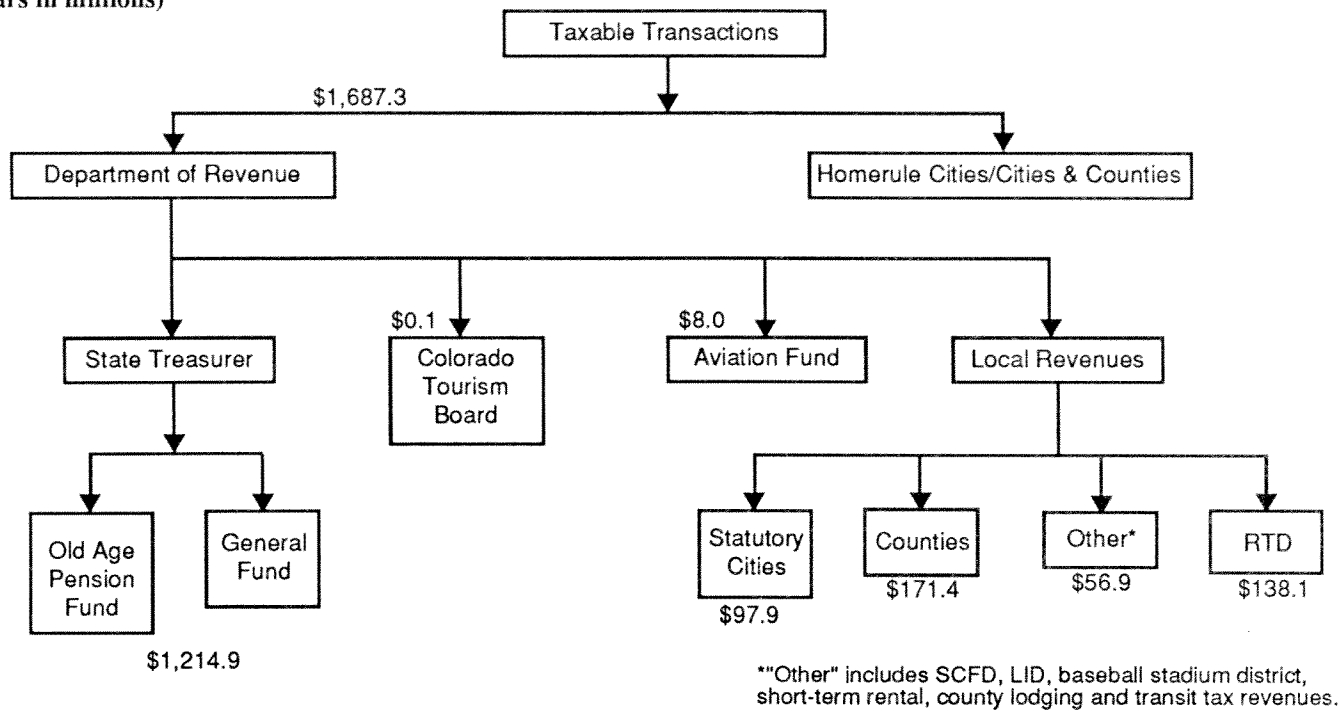 in millions)
Taxable Transactions
$1,687.3
Department of Revenue
Homerule Cities/Cities & Counties
$0.1
$8.0
State Treasurer
Colorado
Tourism
Board
Aviation Fund
Local Revenues
Old Age
Pension
Fund
General
Fund
$1,214.9
Statutory
Cities
$97.9
Counties
$171.4
Other*
$56.9
RTD
$138.1
*"Other" includes SCFD, LID, baseball stadium district,
short-term rental, county lodging and transit tax revenues.